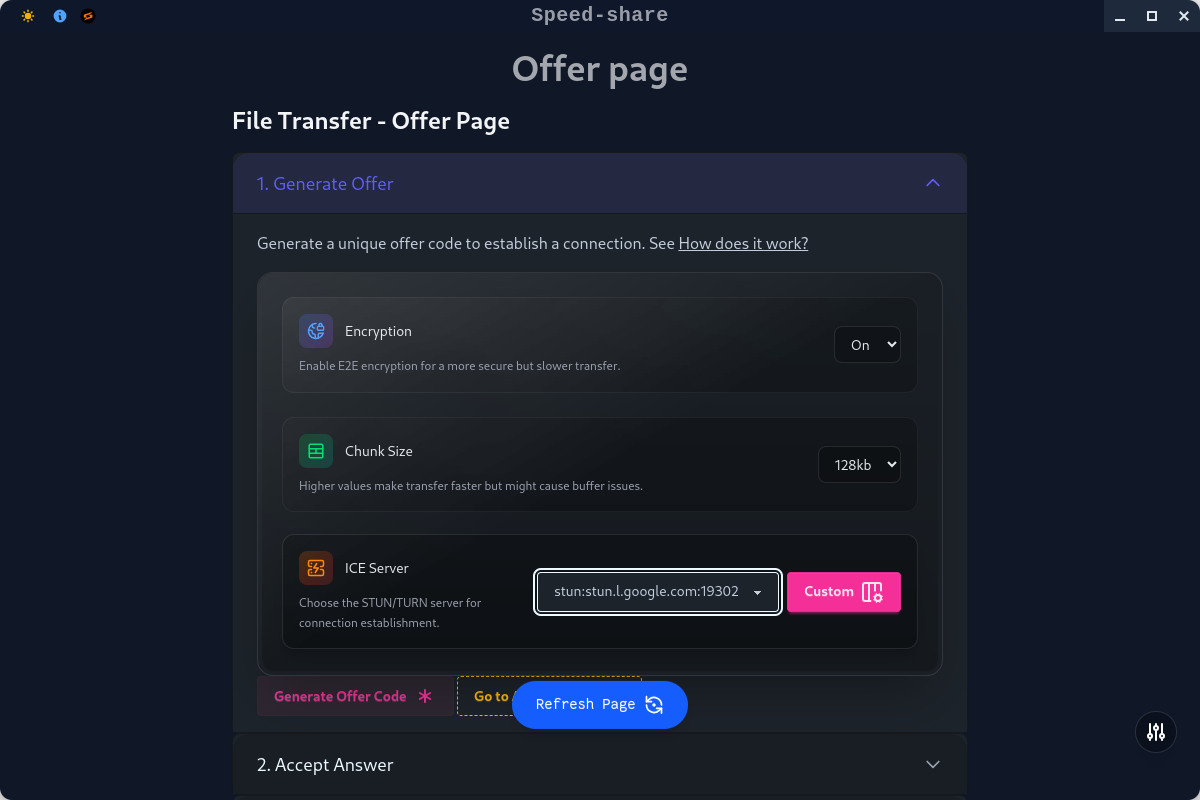 Speed-share
Offer page
File Transfer - Offer Page
1. Generate Offer
Generate a unique offer code to establish a connection. See How does it work?
Encryption
Enable E2E encryption for a more secure but slower transfer.
On
Chunk Size
Higher values make transfer faster but might cause buffer issues.
128kb
ICE Server
Choose the STUN/TURN server for
connection establishment.
stun:stun.l.google.com:19302
Custom
Generate Offer Code
Go to
Refresh Page
2. Accept Answer